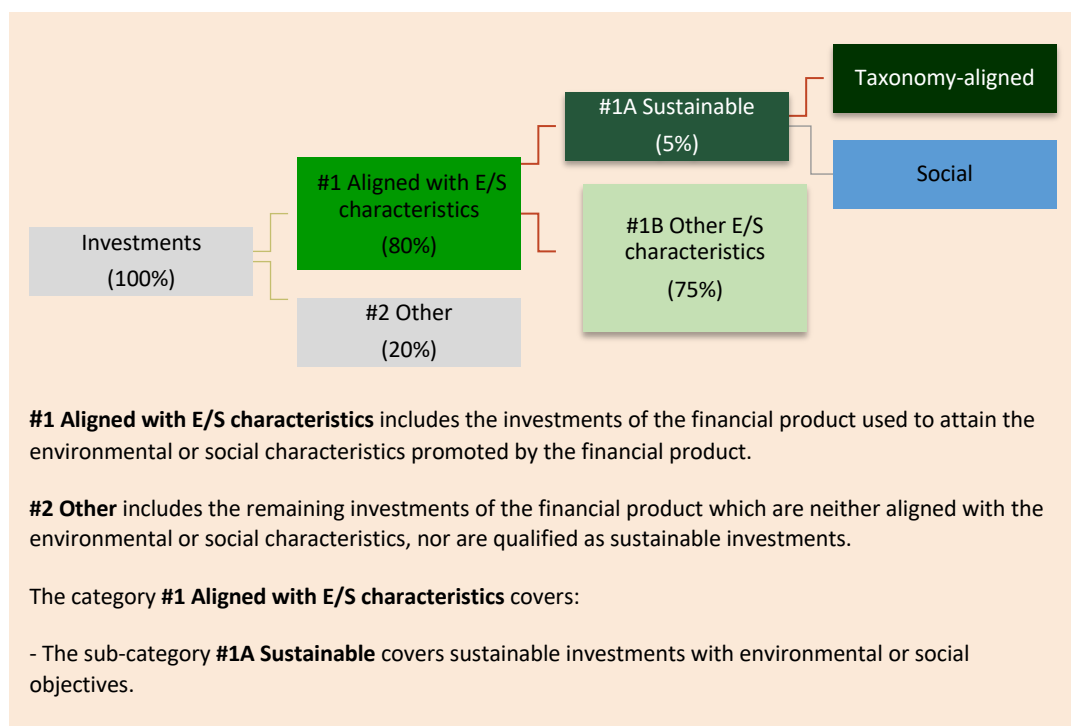 Taxonomy-aligned
#1A Sustainable
(5%)
Social
#1 Aligned with E/S
characteristics
(80%)
#1B Other E/S
characteristics
(75%)
Investments
(100%)
#2 Other
(20%)
#1 Aligned with E/S characteristics includes the investments of the financial product used to attain the
environmental or social characteristics promoted by the financial product.
#2 Other includes the remaining investments of the financial product which are neither aligned with the
environmental or social characteristics, nor are qualified as sustainable investments.
The category #1 Aligned with E/S characteristics covers:
- The sub-category #1A Sustainable covers sustainable investments with environmental or social
objectives.